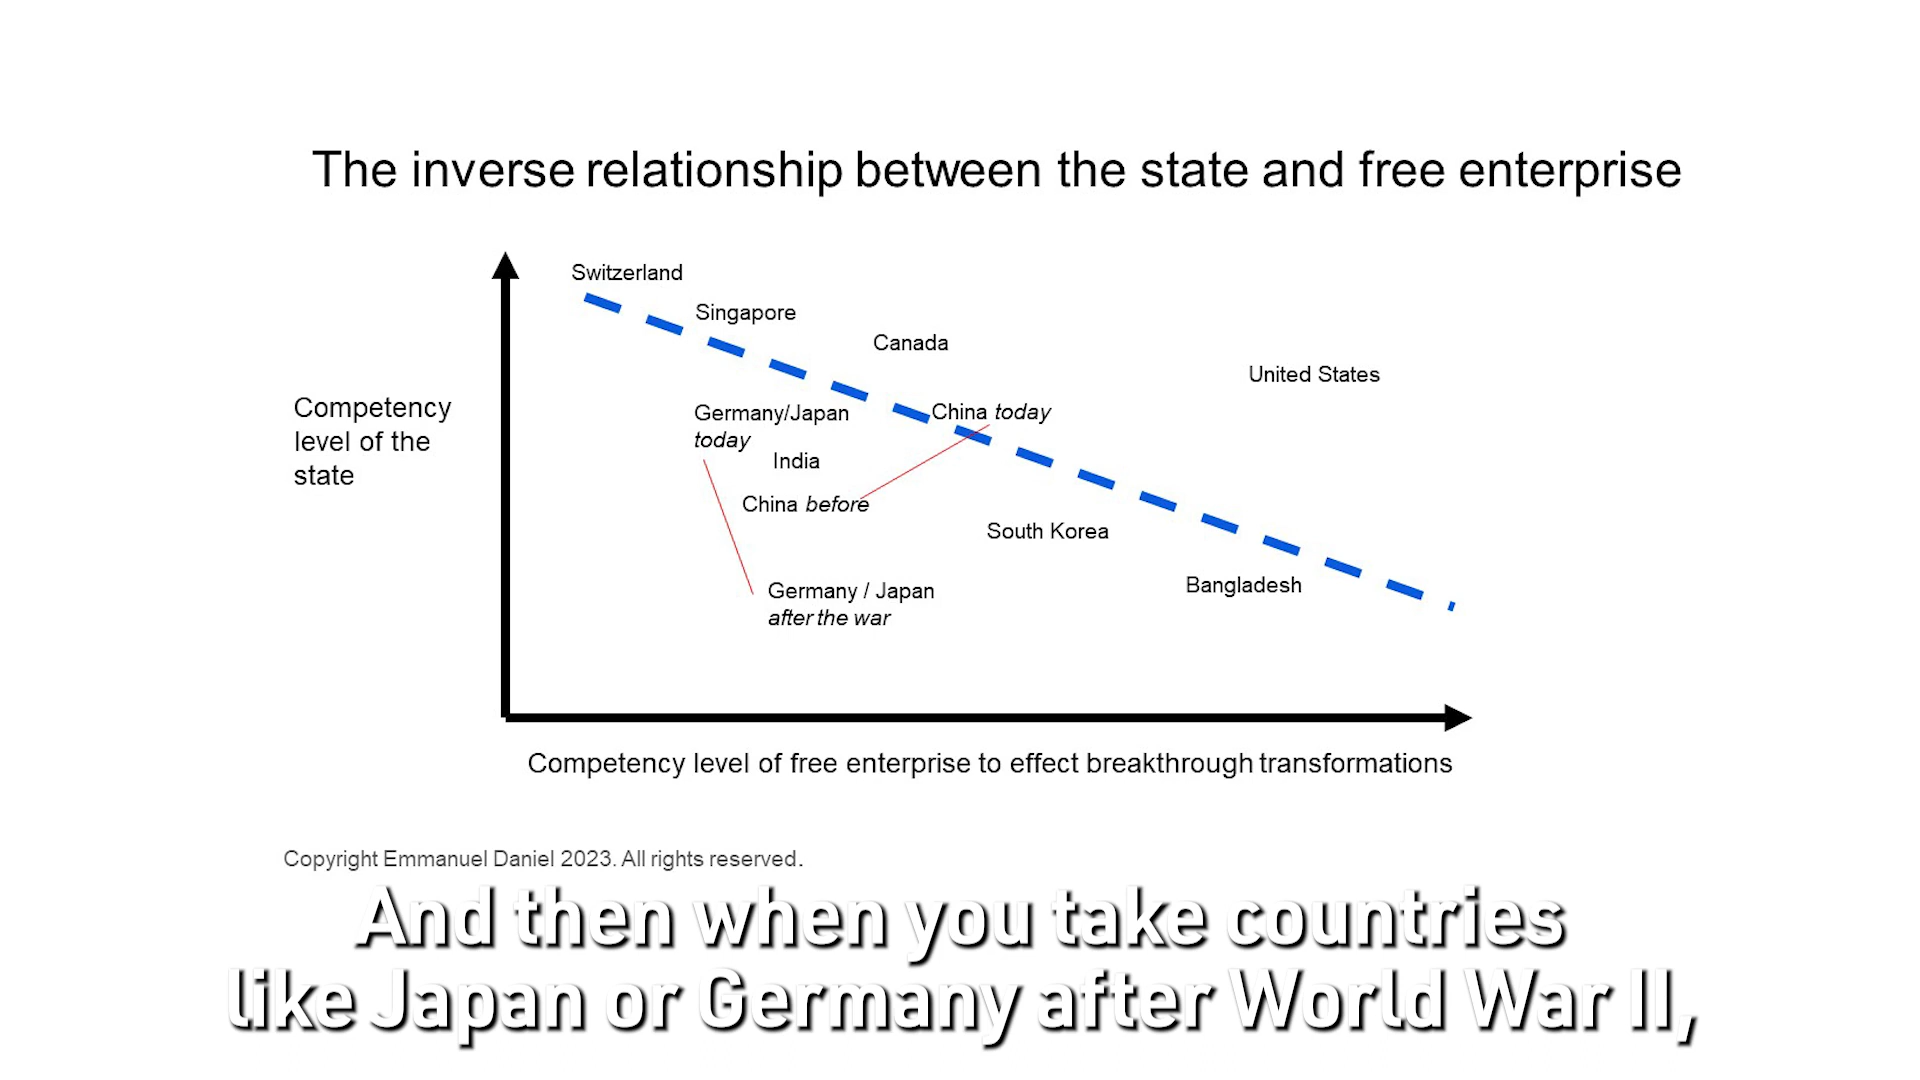 The inverse relationship between the state and free enterprise
Switzerland
Singapore
Canada
United States
Competency
level of the
state
Germany/Japan
today
China today
India
China before
South Korea
Germany / Japan
after the war
Bangladesh
Competency level of free enterprise to effect breakthrough transformations
Copyright Emmanuel Daniel 2023. All rights reserved.
And then when you take countries
like Japan or Germany after World War II,